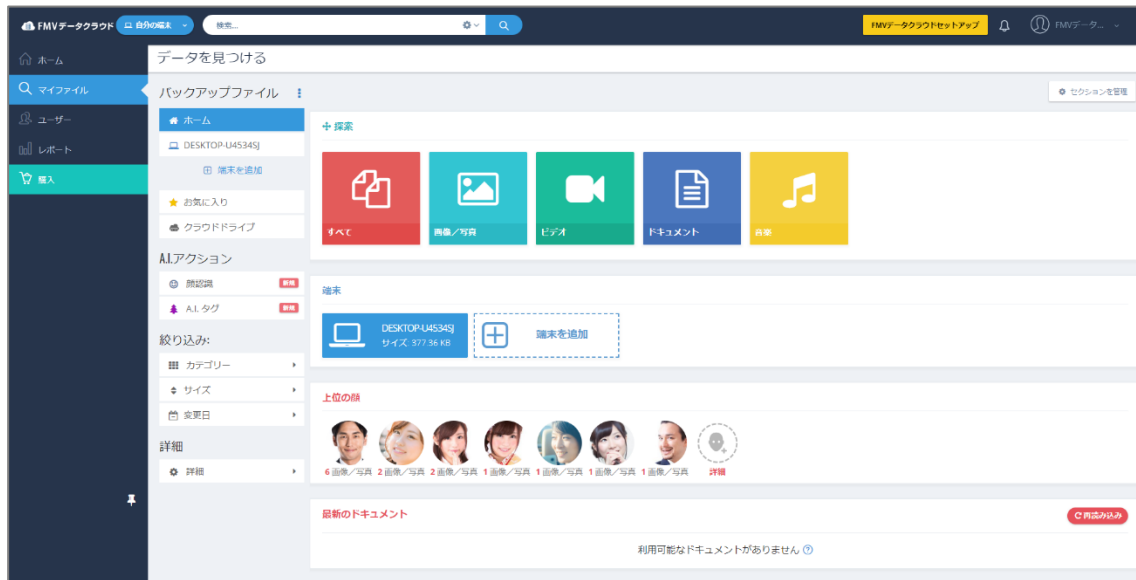 FMVデータクラウド
自分の端末
検索...
FMVデータクラウドセットアップ
FMVデータ...
ホーム
マイファイル
ユーザー
レポート
購入
データを見つける
バックアップファイル
セクションを管理
ホーム
DESKTOP-U4534SJ
端末を追加
お気に入り
クラウドドライブ
A.I.アクション
顔認識
新規
A.I. タグ
新規
絞り込み:
カテゴリー
サイズ
変更日
詳細
詳細
探索
すべて
画像／写真
ビデオ
ドキュメント
音楽
端末
DESKTOP-U4534SJ
サイズ: 377.36 KB
端末を追加
上位の顔
6 画像／写真
2 画像／写真
2 画像／写真
1 画像／写真
1 画像／写真
1 画像／写真
1 画像／写真
詳細
最新のドキュメント
再読み込み
利用可能なドキュメントがありません